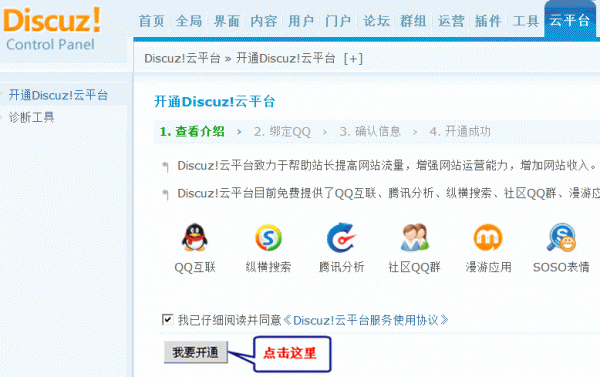 Discuz!
Control Panel
首页 全局 界面 内容 用户 门户 论坛 群组 运营 插件 工具 云平台
Discuz!云平台 » 开通Discuz!云平台 [+]
开通Discuz!云平台
诊断工具
开通Discuz!云平台
1. 查看介绍 › 2. 绑定QQ › 3. 确认信息 › 4. 开通成功
Discuz!云平台致力于帮助站长提高网站流量，增强网站运营能力，增加网站收入。
Discuz!云平台目前免费提供了QQ互联、腾讯分析、纵横搜索、社区QQ群、漫游应
QQ互联 纵横搜索 腾讯分析 社区QQ群 漫游应用 SOSO表情
我已仔细阅读并同意《Discuz!云平台服务使用协议》
我要开通 点击这里